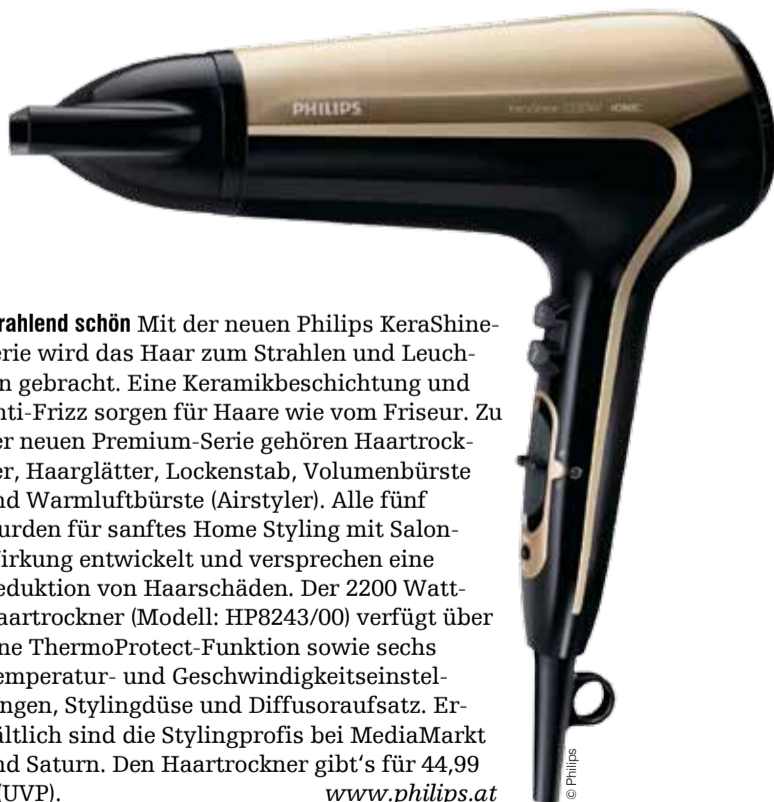 PHILIPS IONIC
rahlend schön Mit der neuen Philips KeraShine-
erie wird das Haar zum Strahlen und Leuch-
n gebracht. Eine Keramikbeschichtung und
nti-Frizz sorgen für Haare wie vom Friseur. Zu
er neuen Premium-Serie gehören Haartrock-
er, Haarglätter, Lockenstab, Volumenbürste
nd Warmluftbürste (Airstyler). Alle fünf
urden für sanftes Home Styling mit Salon-
irkung entwickelt und versprechen eine
eduktion von Haarschäden. Der 2200 Watt-
aartrockner (Modell: HP8243/00) verfügt über
ne ThermoProtect-Funktion sowie sechs
emperatur- und Geschwindigkeitseinstel-
ngen, Stylingdüse und Diffusoraufsatz. Er-
ältlich sind die Stylingprofis bei MediaMarkt
nd Saturn. Den Haartrockner gibt‘s für 44,99
(UVP). www.philips.at
© Philips